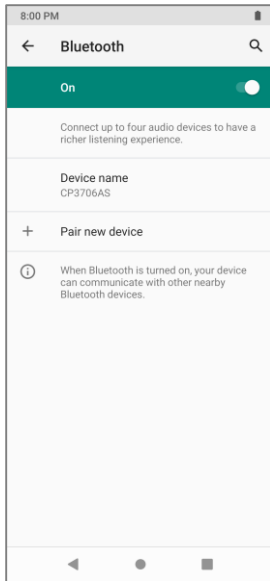 8:00 PM
Bluetooth
On
Connect up to four audio devices to have a
richer listening experience.
Device name
CP3706AS
Pair new device
When Bluetooth is turned on, your device
can communicate with other nearby
Bluetooth devices.